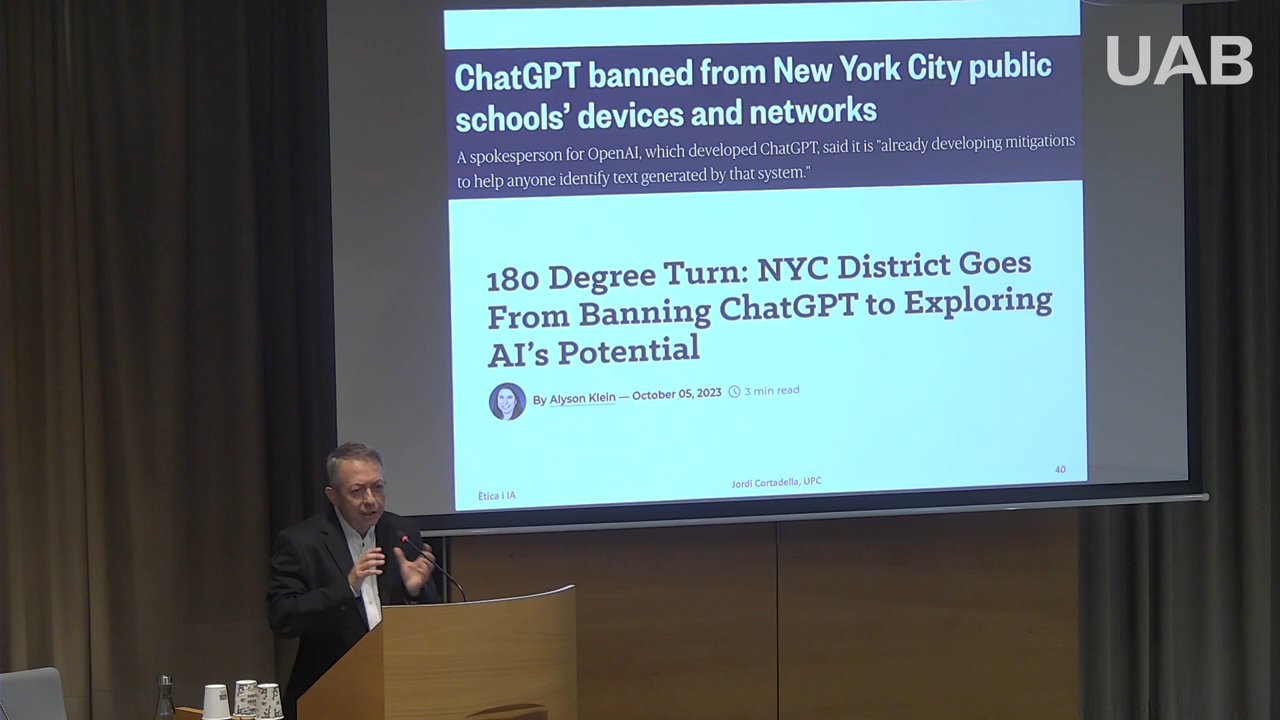 UAB
ChatGPT banned from New York City public
schools’ devices and networks
A spokesperson for OpenAI, which developed ChatGPT, said it is "already developing mitigations
to help anyone identify text generated by that system."
180 Degree Turn: NYC District Goes
From Banning ChatGPT to Exploring
AI’s Potential
By Alyson Klein — October 05, 2023 3 min read
Ètica i IA
Jordi Cortadella, UPC
40